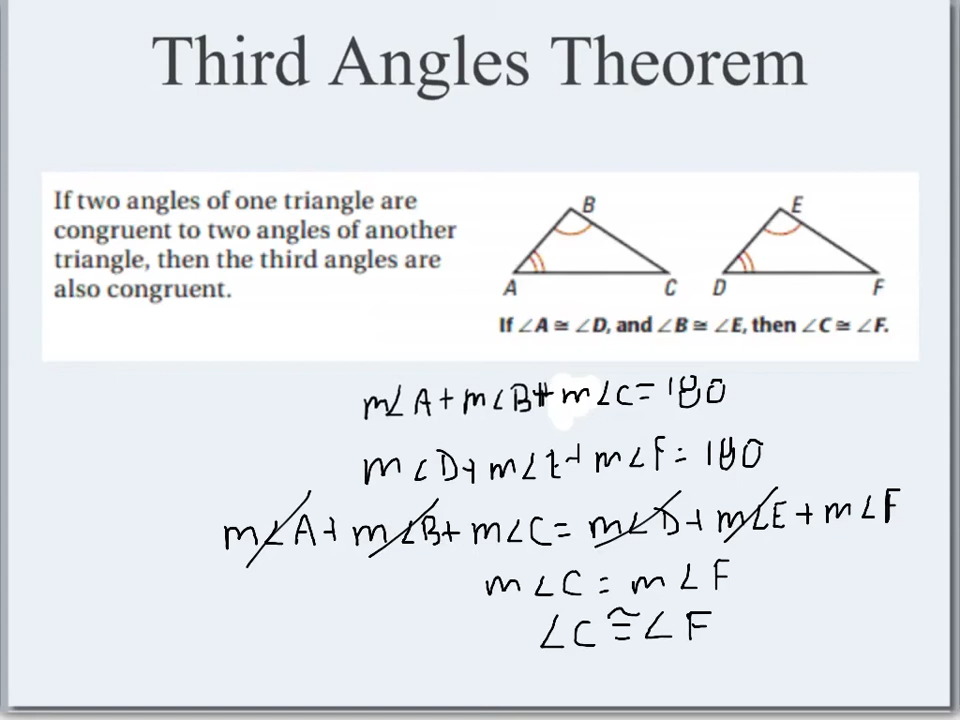 Third Angles Theorem
If two angles of one triangle are
congruent to two angles of another
triangle, then the third angles are
also congruent.
B
A
C
E
D
F
If ∠A ≅ ∠D, and ∠B ≅ ∠E, then ∠C ≅ ∠F.
m∠A + m∠B + m∠C = 180
m∠D + m∠E + m∠F = 180
m∠A + m∠B + m∠C = m∠D + m∠E + m∠F
m∠C = m∠F
∠C ≅ ∠F